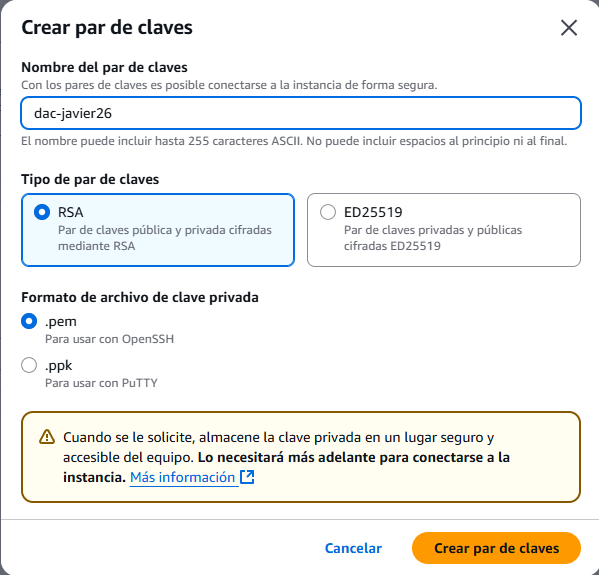 Crear par de claves
Nombre del par de claves
Con los pares de claves es posible conectarse a la instancia de forma segura.
dac-javier26
El nombre puede incluir hasta 255 caracteres ASCII. No puede incluir espacios al principio ni al final.
Tipo de par de claves
RSA
Par de claves pública y privada cifradas
mediante RSA
ED25519
Par de claves privadas y públicas
cifradas ED25519
Formato de archivo de clave privada
.pem
Para usar con OpenSSH
.ppk
Para usar con PuTTY
Cuando se le solicite, almacene la clave privada en un lugar seguro y
accesible del equipo. Lo necesitará más adelante para conectarse a la
instancia. Más información
Cancelar
Crear par de claves